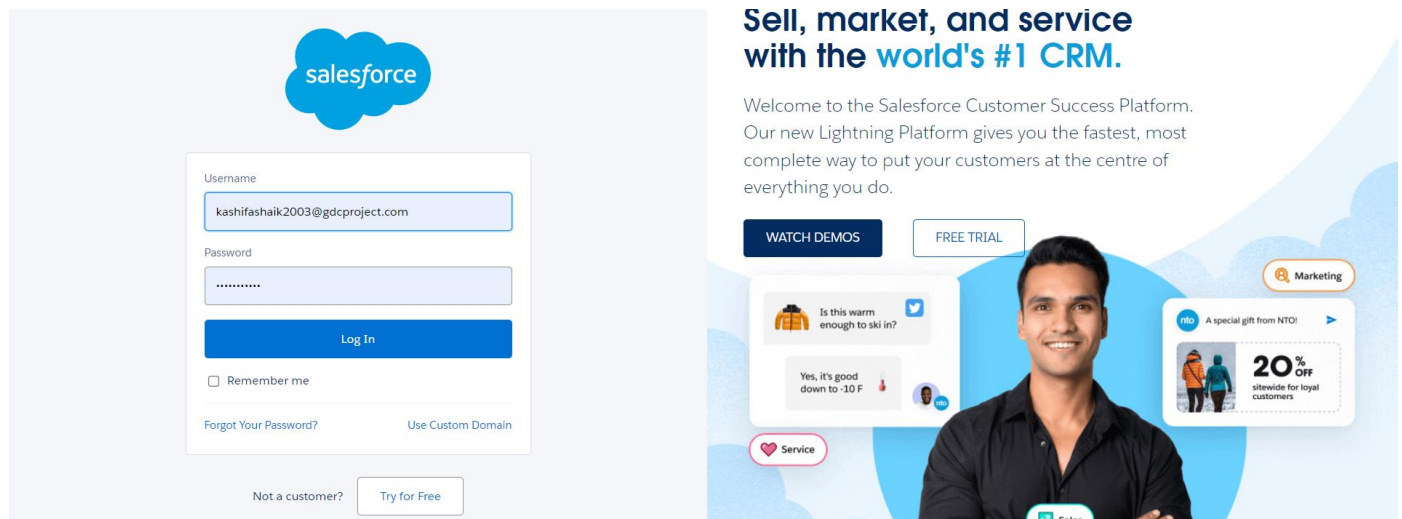 salesforce
Username
kashifashaik2003@gdcproject.com
Password
•••••••••••
Log In
Remember me
Forgot Your Password?
Use Custom Domain
Not a customer?
Try for Free
Sell, market, and service
with the world's #1 CRM.
Welcome to the Salesforce Customer Success Platform.
Our new Lightning Platform gives you the fastest, most
complete way to put your customers at the centre of
everything you do.
WATCH DEMOS
FREE TRIAL
Is this warm
enough to ski in?
Yes, it's good
down to -10 F
nto
Service
Marketing
nto
A special gift from NTO!
20% OFF
sitewide for loyal
customers
Sales